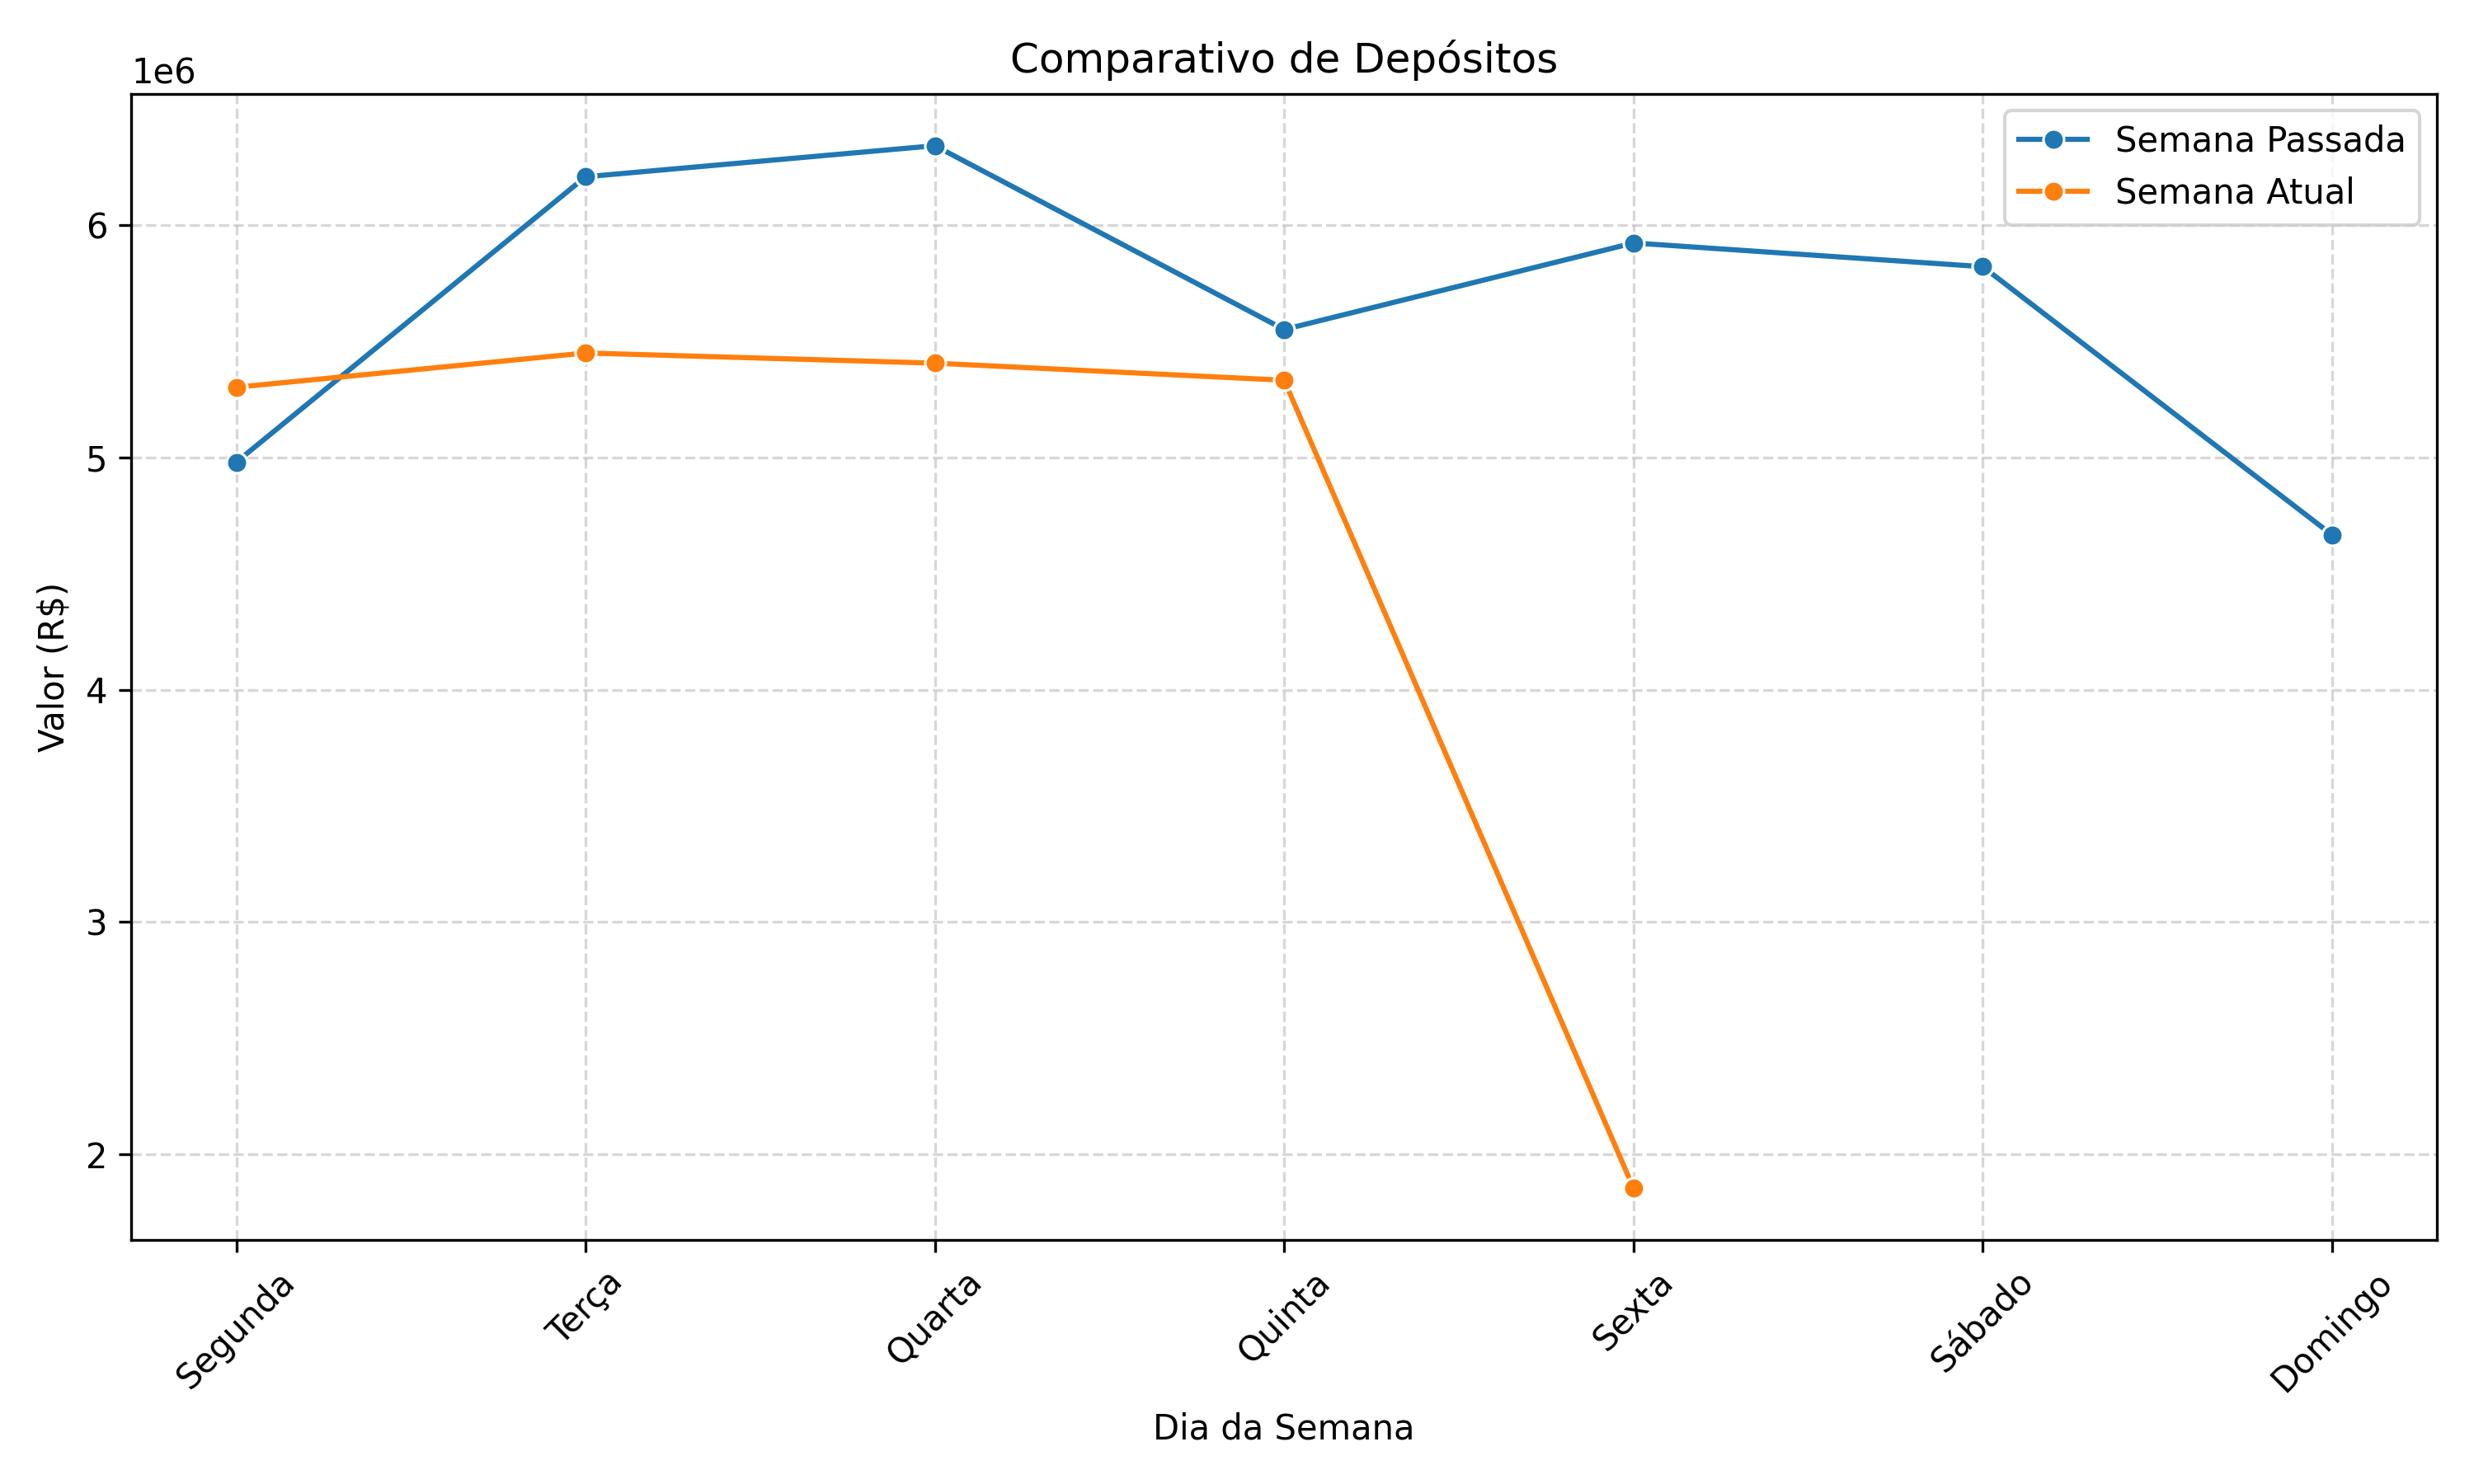 Comparativo de Depósitos
1e6
Semana Passada
Semana Atual
6
5
4
3
2
Valor (R$)
Segunda
Terça
Quarta
Quinta
Sexta
Sábado
Domingo
Dia da Semana